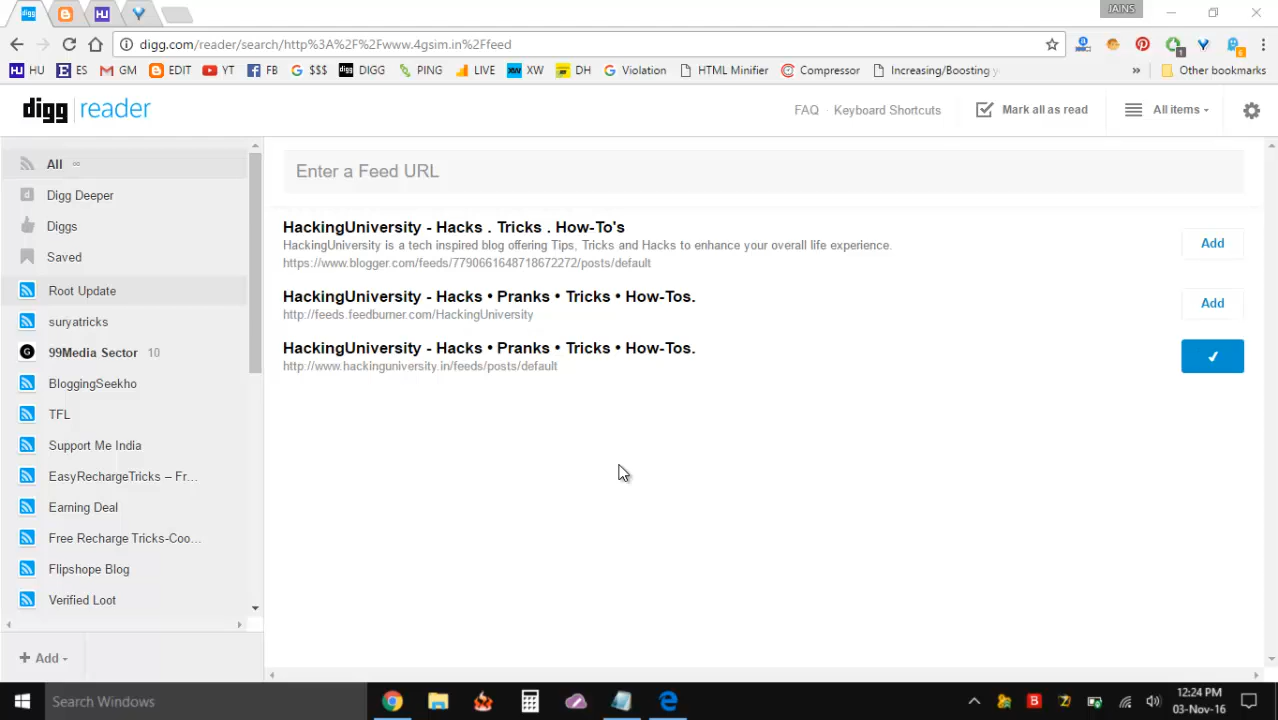 JAINS
digg.com/reader/search/http%3A%2F%2Fwww.4gsim.in%2Ffeed
HU ES GM EDIT YT FB $$$ DIGG PING LIVE XW DH Violation HTML Minifier Compressor Increasing/Boosting » Other bookmarks
digg reader FAQ · Keyboard Shortcuts Mark all as read All items
All
Digg Deeper
Diggs
Saved
Root Update
suryatricks
99Media Sector 10
BloggingSeekho
TFL
Support Me India
EasyRechargeTricks – Fr...
Earning Deal
Free Recharge Tricks-Coo...
Flipshope Blog
Verified Loot
+ Add
Enter a Feed URL
HackingUniversity - Hacks . Tricks . How-To's
HackingUniversity is a tech inspired blog offering Tips, Tricks and Hacks to enhance your overall life experience.
https://www.blogger.com/feeds/7790661648718672272/posts/default
Add
HackingUniversity - Hacks • Pranks • Tricks • How-Tos.
http://feeds.feedburner.com/HackingUniversity
Add
HackingUniversity - Hacks • Pranks • Tricks • How-Tos.
http://www.hackinguniversity.in/feeds/posts/default
Search Windows
12:24 PM
03-Nov-16